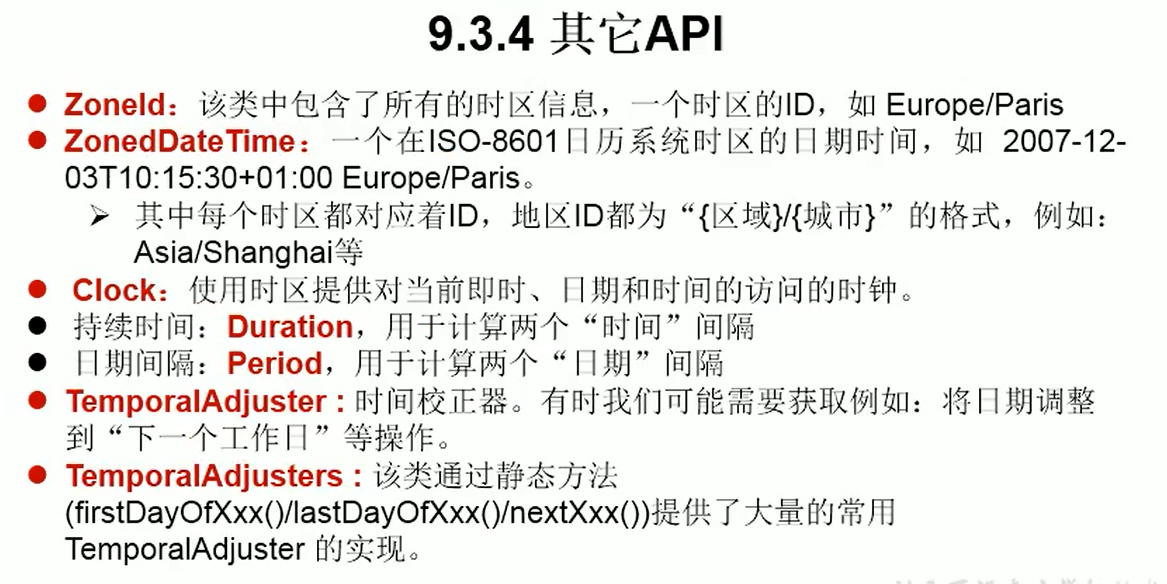 9.3.4 其它API
ZoneId：该类中包含了所有的时区信息，一个时区的ID，如 Europe/Paris
ZonedDateTime：一个在ISO-8601日历系统时区的日期时间，如 2007-12-
03T10:15:30+01:00 Europe/Paris。
其中每个时区都对应着ID，地区ID都为“{区域}/{城市}”的格式，例如：
Asia/Shanghai等
Clock：使用时区提供对当前即时、日期和时间的访问的时钟。
持续时间：Duration，用于计算两个“时间”间隔
日期间隔：Period，用于计算两个“日期”间隔
TemporalAdjuster : 时间校正器。有时我们可能需要获取例如：将日期调整
到“下一个工作日”等操作。
TemporalAdjusters : 该类通过静态方法
(firstDayOfXxx()/lastDayOfXxx()/nextXxx())提供了大量的常用
TemporalAdjuster 的实现。